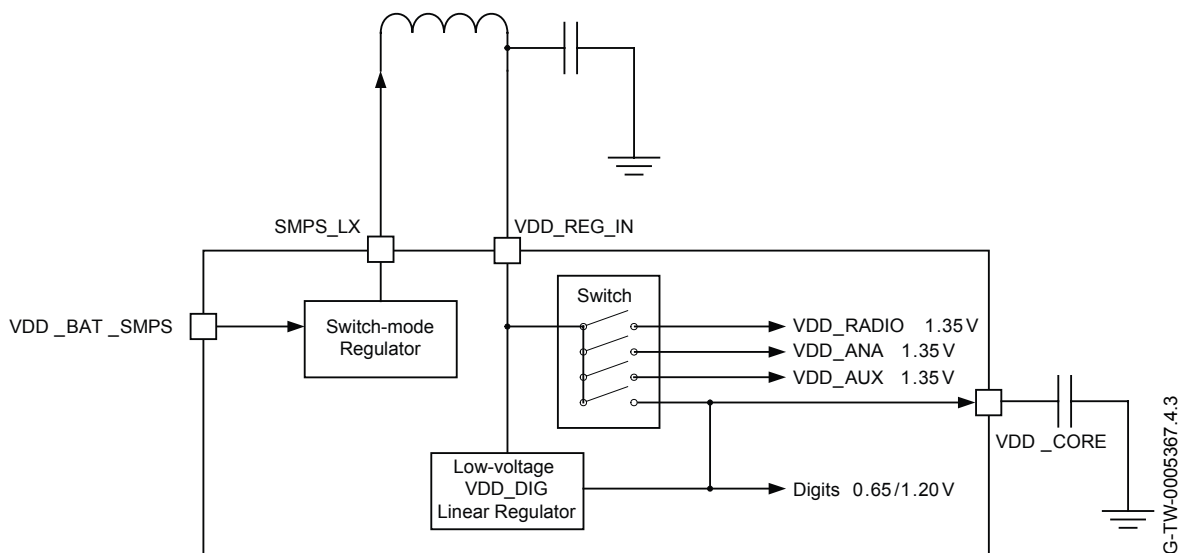 SMPS_LX
VDD_REG_IN
VDD _BAT _SMPS
Switch-mode
Regulator
Switch
VDD_RADIO 1.35 V
VDD_ANA 1.35 V
VDD_AUX 1.35 V
VDD _CORE
Low-voltage
VDD_DIG
Linear Regulator
Digits 0.65/1.20 V
G-TW-0005367.4.3